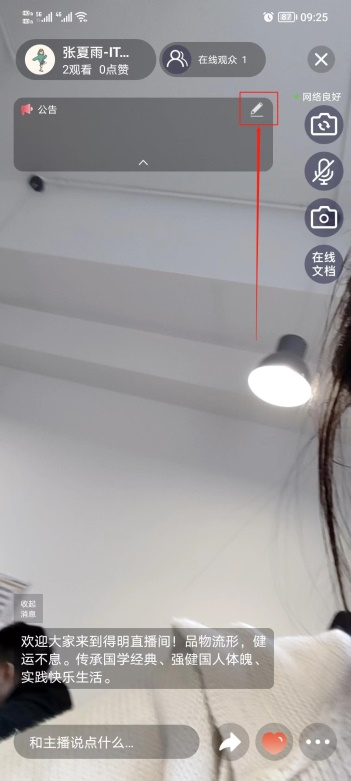 09:25
87
张夏雨-IT...
2观看 0点赞
在线观众 1
网络良好
公告
在线
文档
收起
消息
欢迎大家来到得明直播间！品物流形，健
运不息。传承国学经典、强健国人体魄、
实践快乐生活。
和主播说点什么...